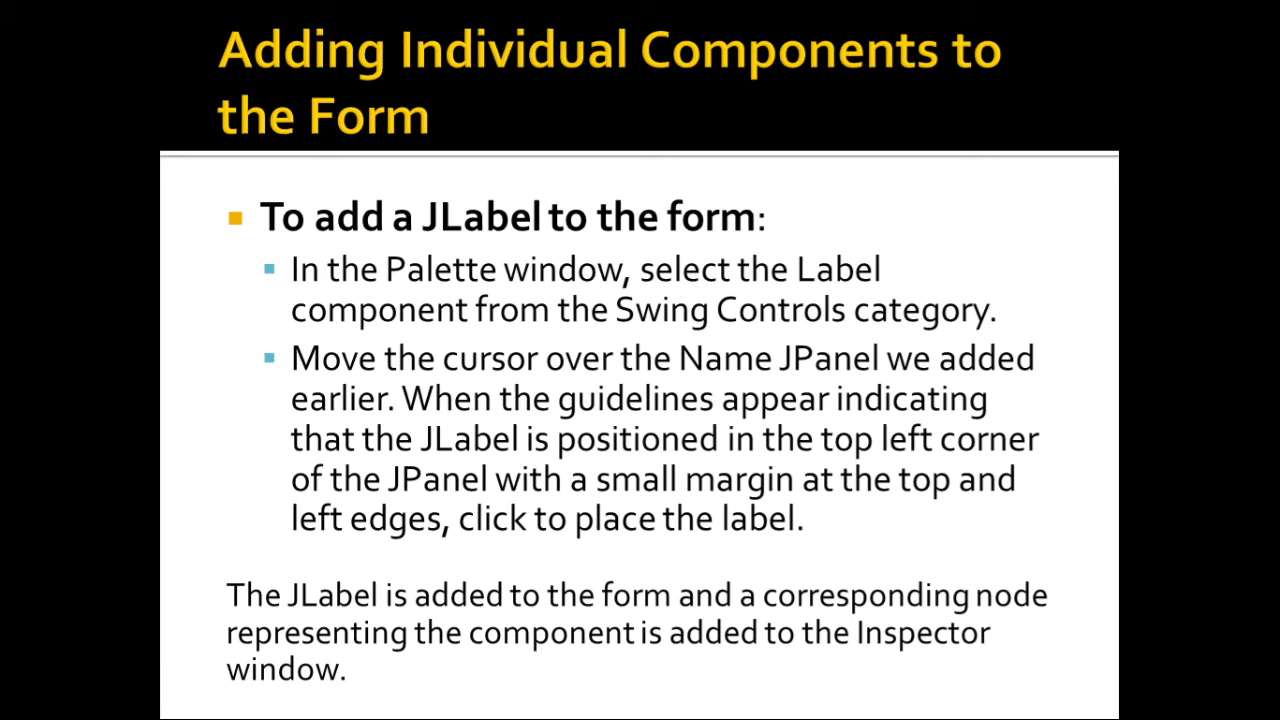 Adding Individual Components to
the Form
To add a JLabel to the form:
In the Palette window, select the Label
component from the Swing Controls category.
Move the cursor over the Name JPanel we added
earlier. When the guidelines appear indicating
that the JLabel is positioned in the top left corner
of the JPanel with a small margin at the top and
left edges, click to place the label.
The JLabel is added to the form and a corresponding node
representing the component is added to the Inspector
window.